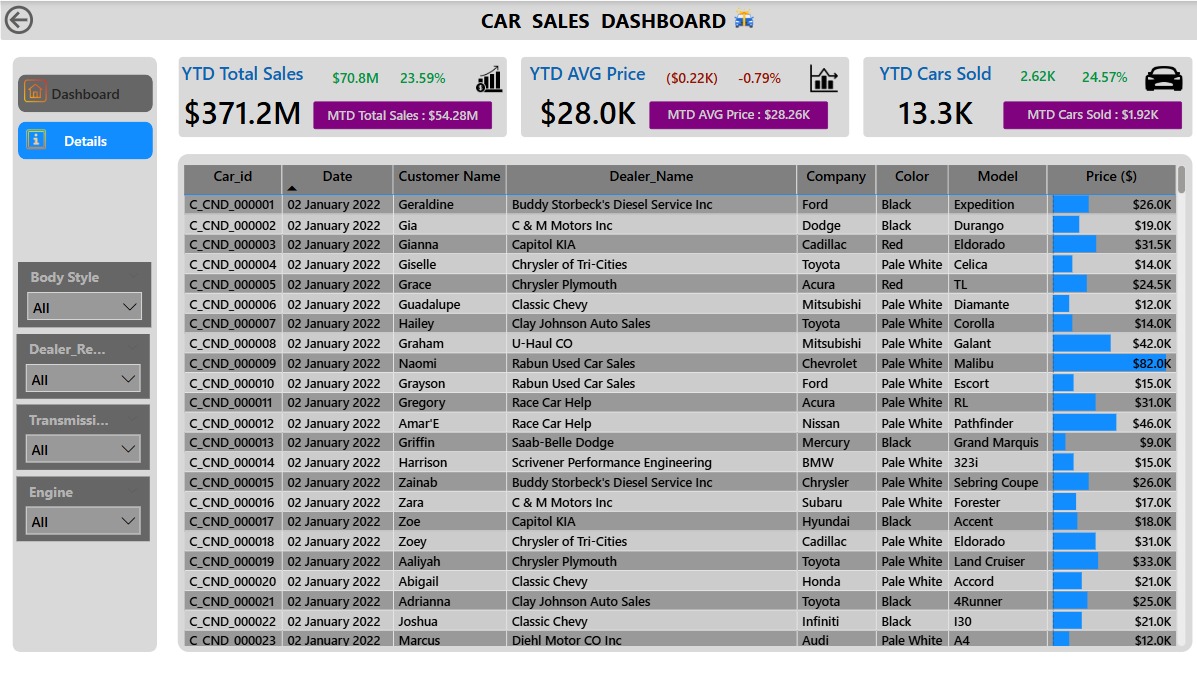 CAR SALES DASHBOARD
Dashboard
Details
Body Style
All
Dealer_Re...
All
Transmissi...
All
Engine
All
YTD Total Sales $70.8M 23.59%
$371.2M MTD Total Sales : $54.28M
YTD AVG Price ($0.22K) -0.79%
$28.0K MTD AVG Price : $28.26K
YTD Cars Sold 2.62K 24.57%
13.3K MTD Cars Sold : $1.92K
Car_id Date Customer Name Dealer_Name Company Color Model Price ($)
C_CND_000001 02 January 2022 Geraldine Buddy Storbeck's Diesel Service Inc Ford Black Expedition $26.0K
C_CND_000002 02 January 2022 Gia C & M Motors Inc Dodge Black Durango $19.0K
C_CND_000003 02 January 2022 Gianna Capitol KIA Cadillac Red Eldorado $31.5K
C_CND_000004 02 January 2022 Giselle Chrysler of Tri-Cities Toyota Pale White Celica $14.0K
C_CND_000005 02 January 2022 Grace Chrysler Plymouth Acura Red TL $24.5K
C_CND_000006 02 January 2022 Guadalupe Classic Chevy Mitsubishi Pale White Diamante $12.0K
C_CND_000007 02 January 2022 Hailey Clay Johnson Auto Sales Toyota Pale White Corolla $14.0K
C_CND_000008 02 January 2022 Graham U-Haul CO Mitsubishi Pale White Galant $42.0K
C_CND_000009 02 January 2022 Naomi Rabun Used Car Sales Chevrolet Pale White Malibu $82.0K
C_CND_000010 02 January 2022 Grayson Rabun Used Car Sales Ford Pale White Escort $15.0K
C_CND_000011 02 January 2022 Gregory Race Car Help Acura Pale White RL $31.0K
C_CND_000012 02 January 2022 Amar'E Race Car Help Nissan Pale White Pathfinder $46.0K
C_CND_000013 02 January 2022 Griffin Saab-Belle Dodge Mercury Black Grand Marquis $9.0K
C_CND_000014 02 January 2022 Harrison Scrivener Performance Engineering BMW Pale White 323i $15.0K
C_CND_000015 02 January 2022 Zainab Buddy Storbeck's Diesel Service Inc Chrysler Pale White Sebring Coupe $26.0K
C_CND_000016 02 January 2022 Zara C & M Motors Inc Subaru Pale White Forester $17.0K
C_CND_000017 02 January 2022 Zoe Capitol KIA Hyundai Black Accent $18.0K
C_CND_000018 02 January 2022 Zoey Chrysler of Tri-Cities Cadillac Pale White Eldorado $31.0K
C_CND_000019 02 January 2022 Aaliyah Chrysler Plymouth Toyota Pale White Land Cruiser $33.0K
C_CND_000020 02 January 2022 Abigail Classic Chevy Honda Pale White Accord $21.0K
C_CND_000021 02 January 2022 Adrianna Clay Johnson Auto Sales Toyota Black 4Runner $25.0K
C_CND_000022 02 January 2022 Joshua Classic Chevy Infiniti Black I30 $21.0K
C_CND_000023 02 January 2022 Marcus Diehl Motor CO Inc Audi Pale White A4 $12.0K